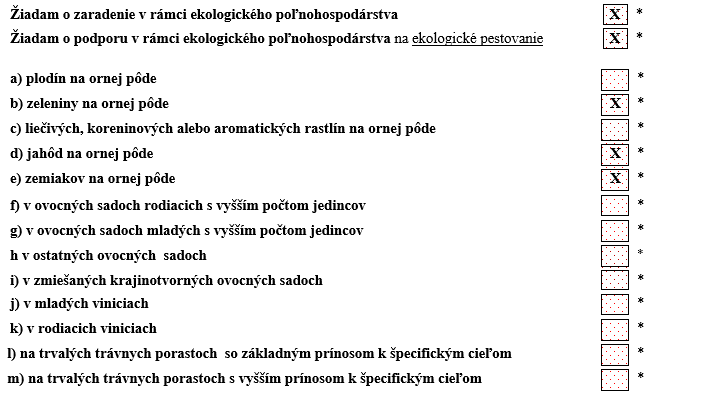 Žiadam o zaradenie v rámci ekologického poľnohospodárstva X *
Žiadam o podporu v rámci ekologického poľnohospodárstva na ekologické pestovanie X *
a) plodín na ornej pôde *
b) zeleniny na ornej pôde X *
c) liečivých, koreninových alebo aromatických rastlín na ornej pôde *
d) jahôd na ornej pôde X *
e) zemiakov na ornej pôde X *
f) v ovocných sadoch rodiacich s vyšším počtom jedincov *
g) v ovocných sadoch mladých s vyšším počtom jedincov *
h v ostatných ovocných sadoch *
i) v zmiešaných krajinotvorných ovocných sadoch *
j) v mladých viniciach *
k) v rodiacich viniciach *
l) na trvalých trávnych porastoch so základným prínosom k špecifickým cieľom *
m) na trvalých trávnych porastoch s vyšším prínosom k špecifickým cieľom *